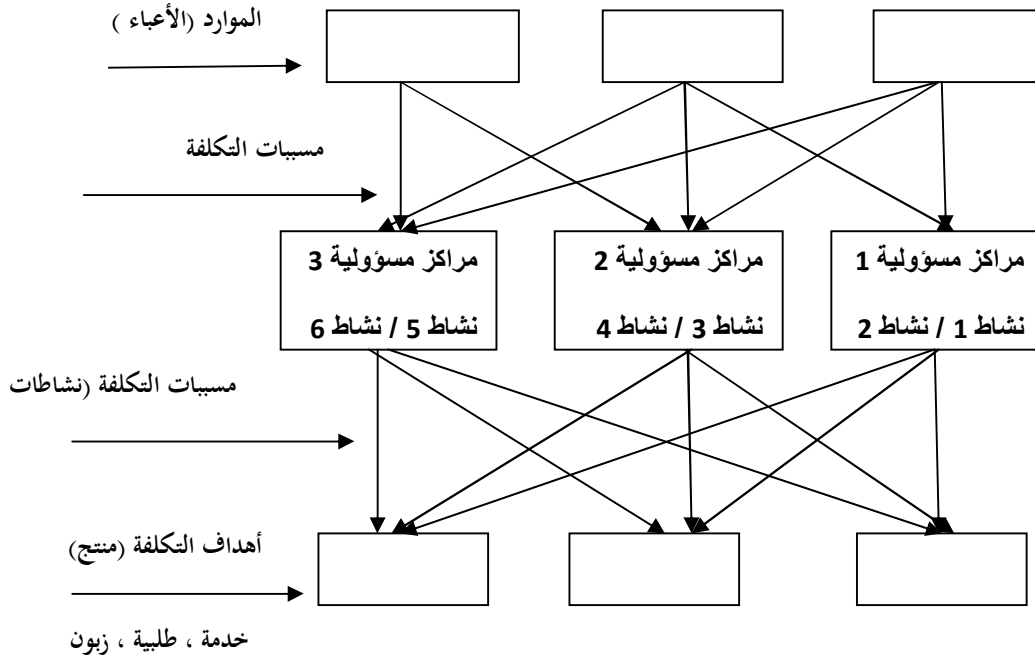 الموارد (الأعباء )
مسببات التكلفة
مراكز مسؤولية 1
نشاط 1 / نشاط 2
مراكز مسؤولية 2
نشاط 3 / نشاط 4
مراكز مسؤولية 3
نشاط 5 / نشاط 6
مسببات التكلفة (نشاطات
أهداف التكلفة (منتج)
خدمة ، طلبية ، زبون